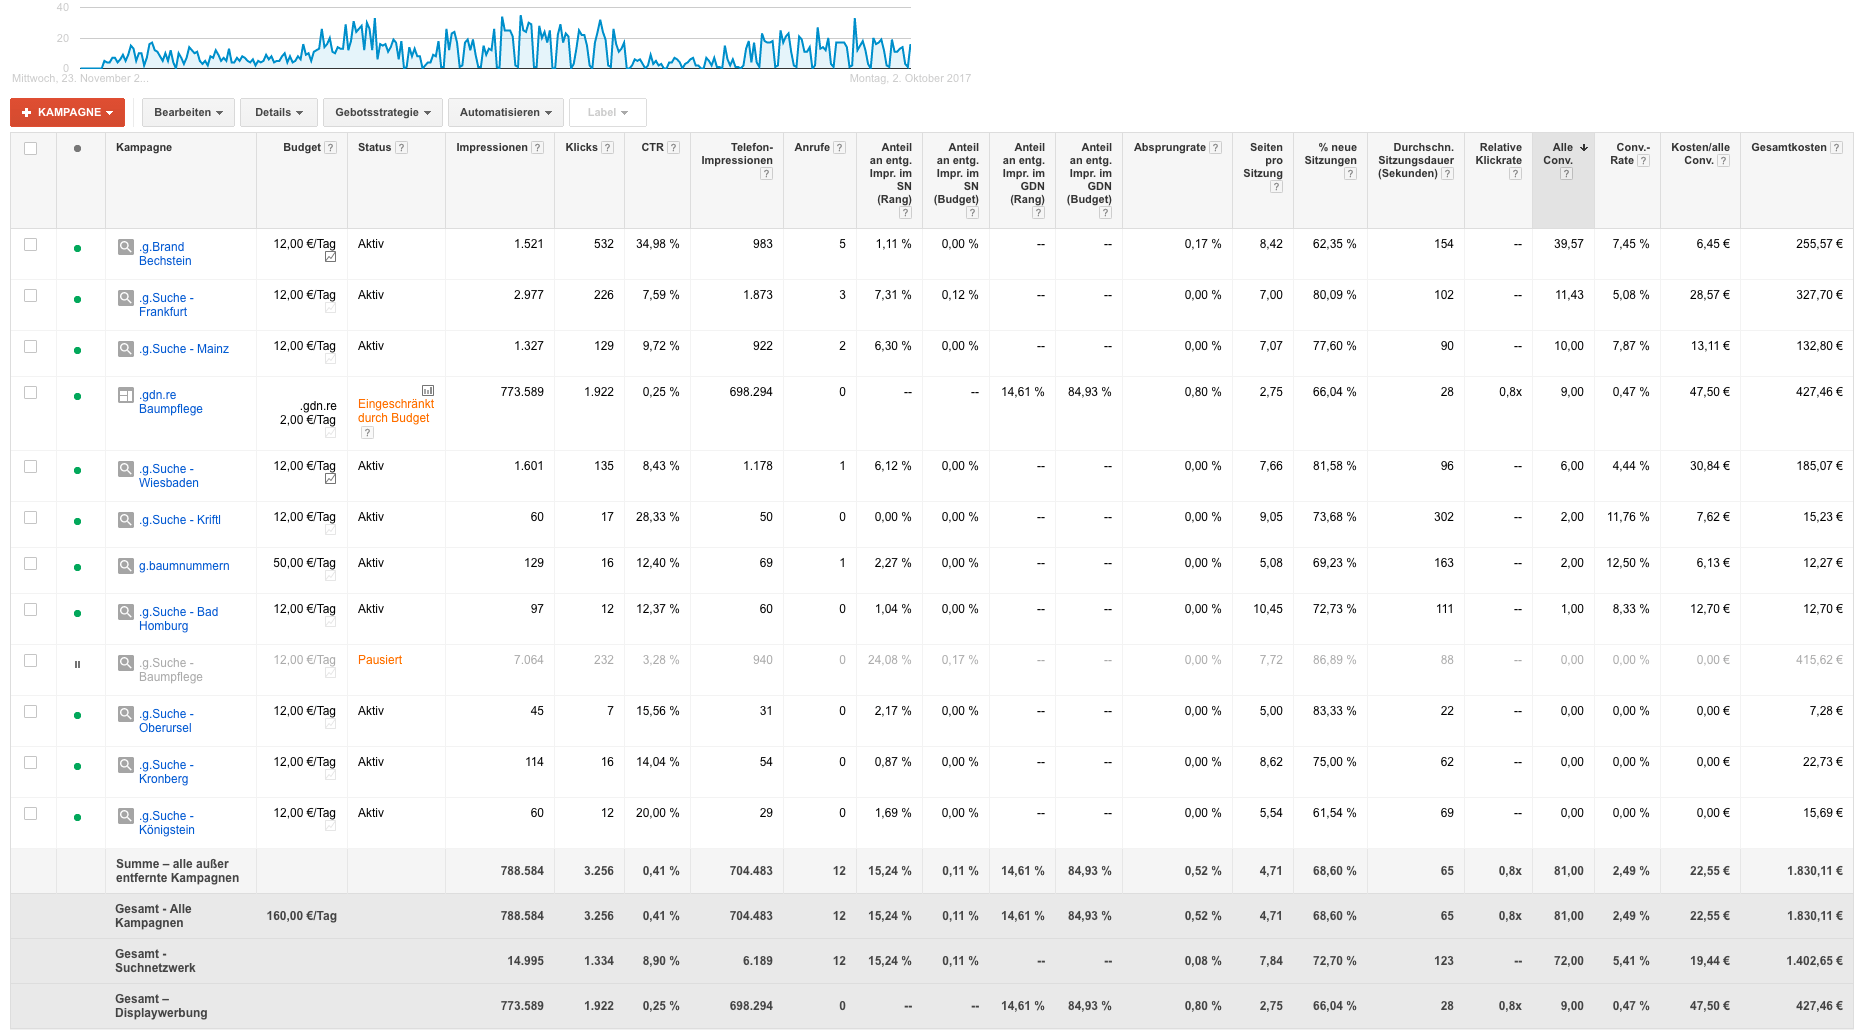 40
20
0
Mittwoch, 23. November 2...
Montag, 2. Oktober 2017
KAMPAGNE
Bearbeiten
Details
Gebotsstrategie
Automatisieren
Label
Kampagne
Budget ?
Status ?
Impressionen ?
Klicks ?
CTR ?
Telefon-
Impressionen
?
Anrufe ?
Anteil
an entg.
Impr. im
SN
(Rang)
?
Anteil
an entg.
Impr. im
SN
(Budget)
?
Anteil
an entg.
Impr. im
GDN
(Rang)
?
Anteil
an entg.
Impr. im
GDN
(Budget)
?
Absprungrate ?
Seiten
pro
Sitzung
?
% neue
Sitzungen
?
Durchschn.
Sitzungsdauer
(Sekunden) ?
Relative
Klickrate
?
Alle
Conv.
?
Conv.-
Rate ?
Kosten/alle
Conv. ?
Gesamtkosten ?
.g.Brand
Bechstein
12,00 €/Tag Aktiv 1.521 532 34,98 % 983 5 1,11 % 0,00 % -- -- 0,17 % 8,42 62,35 % 154 -- 39,57 7,45 % 6,45 € 255,57 €
.g.Suche -
Frankfurt
12,00 €/Tag Aktiv 2.977 226 7,59 % 1.873 3 7,31 % 0,12 % -- -- 0,00 % 7,00 80,09 % 102 -- 11,43 5,08 % 28,57 € 327,70 €
.g.Suche - Mainz 12,00 €/Tag Aktiv 1.327 129 9,72 % 922 2 6,30 % 0,00 % -- -- 0,00 % 7,07 77,60 % 90 -- 10,00 7,87 % 13,11 € 132,80 €
.gdn.re
Baumpflege
.gdn.re
2,00 €/Tag
Eingeschränkt
durch Budget
?
773.589 1.922 0,25 % 698.294 0 -- -- 14,61 % 84,93 % 0,80 % 2,75 66,04 % 28 0,8x 9,00 0,47 % 47,50 € 427,46 €
.g.Suche -
Wiesbaden
12,00 €/Tag Aktiv 1.601 135 8,43 % 1.178 1 6,12 % 0,00 % -- -- 0,00 % 7,66 81,58 % 96 -- 6,00 4,44 % 30,84 € 185,07 €
.g.Suche - Kriftl 12,00 €/Tag Aktiv 60 17 28,33 % 50 0 0,00 % 0,00 % -- -- 0,00 % 9,05 73,68 % 302 -- 2,00 11,76 % 7,62 € 15,23 €
g.baumnummern 50,00 €/Tag Aktiv 129 16 12,40 % 69 1 2,27 % 0,00 % -- -- 0,00 % 5,08 69,23 % 163 -- 2,00 12,50 % 6,13 € 12,27 €
.g.Suche - Bad
Homburg
12,00 €/Tag Aktiv 97 12 12,37 % 60 0 1,04 % 0,00 % -- -- 0,00 % 10,45 72,73 % 111 -- 1,00 8,33 % 12,70 € 12,70 €
.g.Suche -
Baumpflege
12,00 €/Tag Pausiert 7.064 232 3,28 % 940 0 24,08 % 0,17 % -- -- 0,00 % 7,72 86,89 % 88 -- 0,00 0,00 % 0,00 € 415,62 €
.g.Suche -
Oberursel
12,00 €/Tag Aktiv 45 7 15,56 % 31 0 2,17 % 0,00 % -- -- 0,00 % 5,00 83,33 % 22 -- 0,00 0,00 % 0,00 € 7,28 €
.g.Suche -
Kronberg
12,00 €/Tag Aktiv 114 16 14,04 % 54 0 0,87 % 0,00 % -- -- 0,00 % 8,62 75,00 % 62 -- 0,00 0,00 % 0,00 € 22,73 €
.g.Suche -
Königstein
12,00 €/Tag Aktiv 60 12 20,00 % 29 0 1,69 % 0,00 % -- -- 0,00 % 5,54 61,54 % 69 -- 0,00 0,00 % 0,00 € 15,69 €
Summe – alle außer
entfernte Kampagnen
788.584 3.256 0,41 % 704.483 12 15,24 % 0,11 % 14,61 % 84,93 % 0,52 % 4,71 68,60 % 65 0,8x 81,00 2,49 % 22,55 € 1.830,11 €
Gesamt - Alle
Kampagnen
160,00 €/Tag 788.584 3.256 0,41 % 704.483 12 15,24 % 0,11 % 14,61 % 84,93 % 0,52 % 4,71 68,60 % 65 0,8x 81,00 2,49 % 22,55 € 1.830,11 €
Gesamt -
Suchnetzwerk
14.995 1.334 8,90 % 6.189 12 15,24 % 0,11 % -- -- 0,08 % 7,84 72,70 % 123 -- 72,00 5,41 % 19,44 € 1.402,65 €
Gesamt –
Displaywerbung
773.589 1.922 0,25 % 698.294 0 -- -- 14,61 % 84,93 % 0,80 % 2,75 66,04 % 28 0,8x 9,00 0,47 % 47,50 € 427,46 €